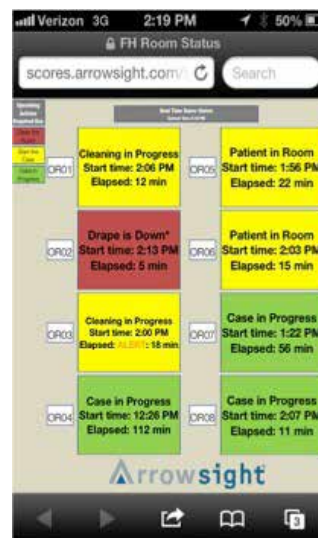 Verizon 3G 2:19 PM 50%
FH Room Status
scores.arrowsight.com/ Search
Upcoming
Real Time Status
OR01
Cleaning in Progress
Start time: 2:06 PM
Elapsed: 12 min
OR05
Patient in Room
Start time: 1:56 PM
Elapsed: 22 min
OR02
Drape is Down*
Start time: 2:13 PM
Elapsed: 5 min
OR06
Patient in Room
Start time: 2:03 PM
Elapsed: 15 min
OR03
Cleaning in Progress
Start time: 2:00 PM
Elapsed: ALERT: 18 min
OR07
Case in Progress
Start time: 1:22 PM
Elapsed: 56 min
OR04
Case in Progress
Start time: 12:26 PM
Elapsed: 112 min
OR08
Case in Progress
Start time: 2:07 PM
Elapsed: 11 min
Arrowsight
3